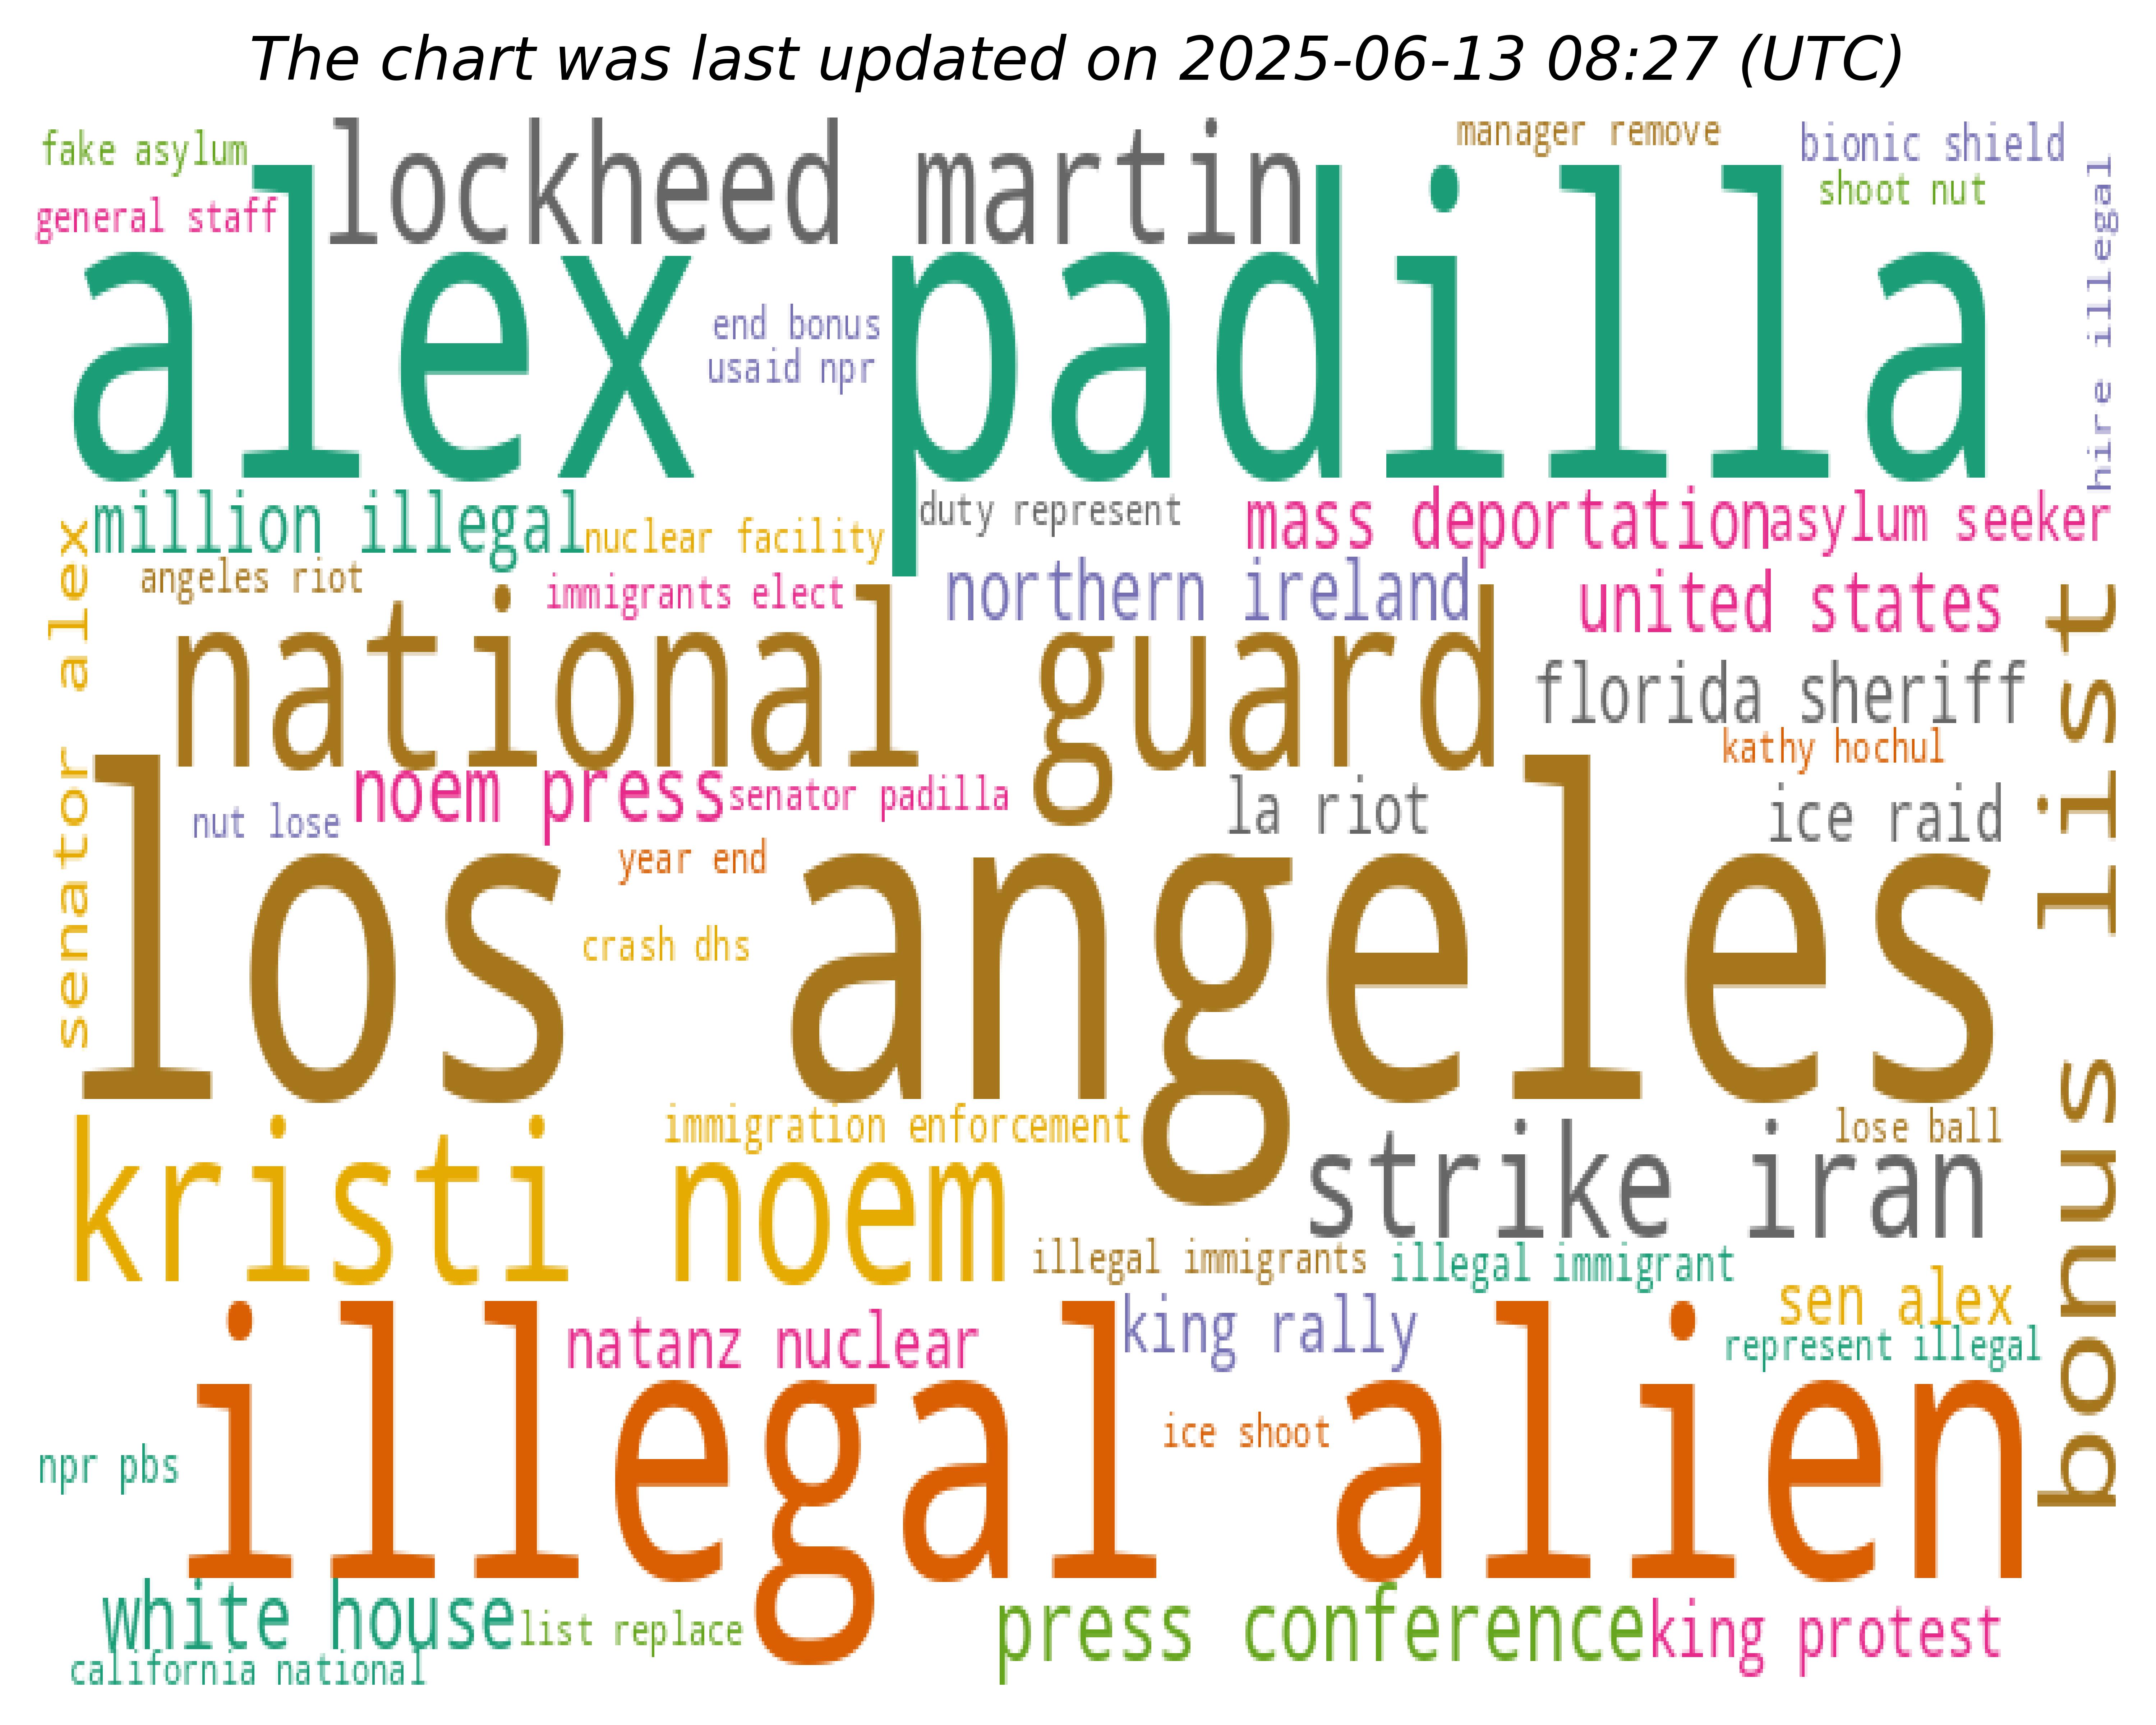 The chart was last updated on 2025-06-13 08:27 (UTC)
fake asylum
lockheed martin
manager remove
bionic shield
shoot nut
general staff
hire illegal
alex padilla
end bonus
usaid npr
million illegal
nuclear facility
duty represent
mass deportation
asylum seeker
senator alex
angeles riot
immigrants elect
northern ireland
united states
national guard
florida sheriff
bonus list
kathy hochul
noem press
senator padilla
nut lose
la riot
ice raid
year end
los angeles
crash dhs
immigration enforcement
lose ball
kristi noem
strike iran
illegal immigrants
illegal immigrant
sen alex
natanz nuclear
king rally
represent illegal
illegal alien
ice shoot
npr pbs
white house
list replace
press conference
king protest
california national